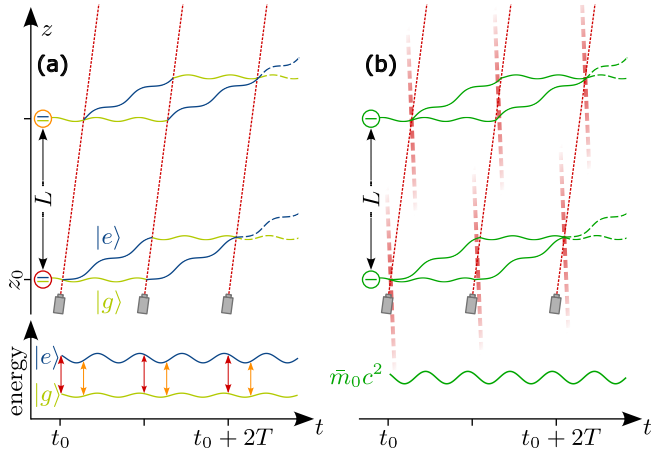 z
(a)
(b)
L
L
|e⟩
z₀
|g⟩
energy
|e⟩
|g⟩
m̄₀c²
t₀
t₀ + 2T
t
t₀
t₀ + 2T
t